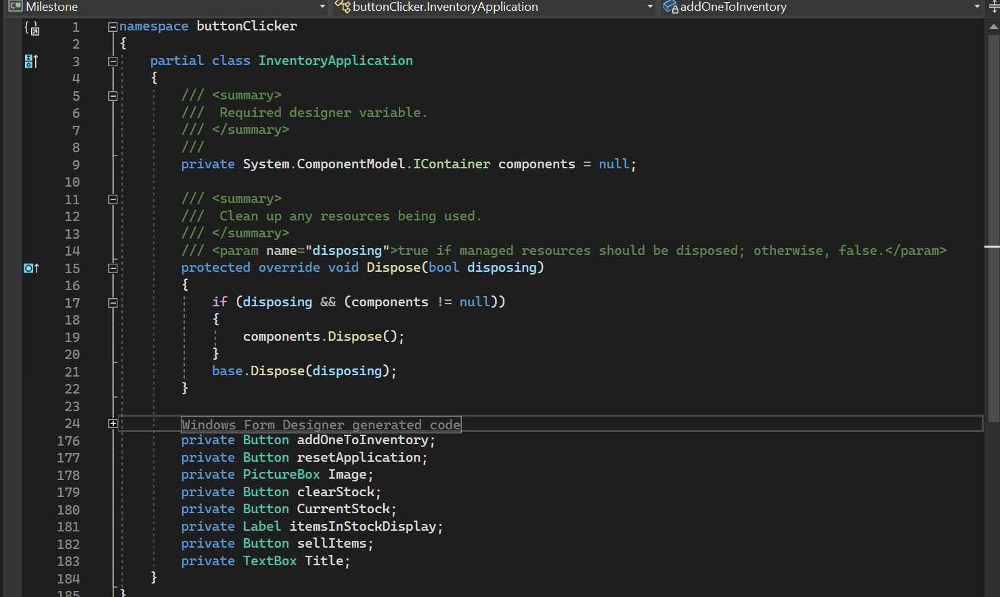 C# Milestone buttonClicker.InventoryApplication addOneToInventory
1 namespace buttonClicker
2 {
3 partial class InventoryApplication
4 {
5 /// <summary>
6 ///  Required designer variable.
7 /// </summary>
8 ///
9 private System.ComponentModel.IContainer components = null;
10
11 /// <summary>
12 ///  Clean up any resources being used.
13 /// </summary>
14 /// <param name="disposing">true if managed resources should be disposed; otherwise, false.</param>
15 protected override void Dispose(bool disposing)
16 {
17 if (disposing && (components != null))
18 {
19 components.Dispose();
20 }
21 base.Dispose(disposing);
22 }
23
24 Windows Form Designer generated code
176 private Button addOneToInventory;
177 private Button resetApplication;
178 private PictureBox Image;
179 private Button clearStock;
180 private Button CurrentStock;
181 private Label itemsInStockDisplay;
182 private Button sellItems;
183 private TextBox Title;
184 }
185 }